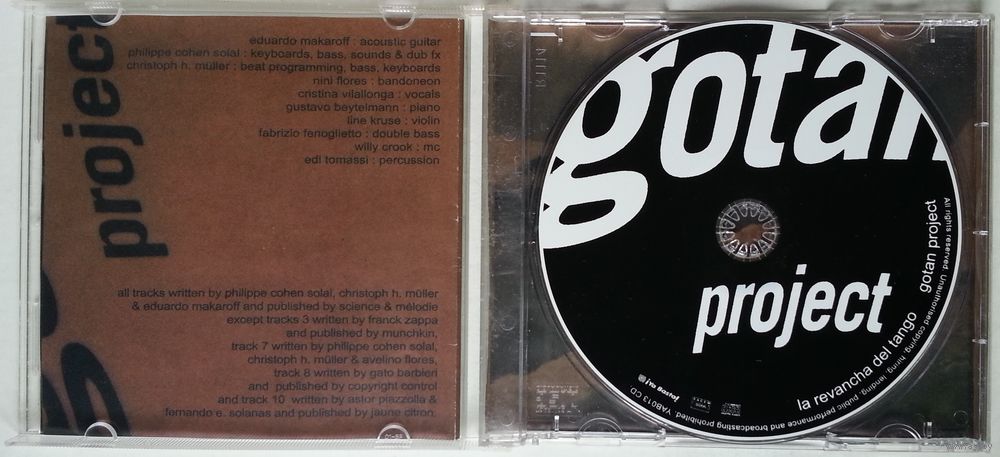 project
go
eduardo makaroff : acoustic guitar
philippe cohen solal : keyboards, bass, sounds & dub fx
christoph h. müller : beat programming, bass, keyboards
nini flores : bandoneon
cristina vilallonga : vocals
gustavo beytelmann : piano
line kruse : violin
fabrizio fenoglietto : double bass
willy crook : mc
edi tomassi : percussion
all tracks written by philippe cohen solal, christoph h. müller
& eduardo makaroff and published by science & mélodie
except tracks 3 written by franck zappa
and published by munchkin,
track 7 written by philippe cohen solal,
christoph h. müller & avelino flores,
track 8 written by gato barbieri
and published by copyright control
and track 10 written by astor piazzolla &
fernando e. solanas and published by jaune citron.
gotan
project
la revancha del tango gotan project
All rights reserved. Unauthorised copying, hiring, lending, public performance and broadcasting prohibited. YAB013 CD
¡Ya Basta!